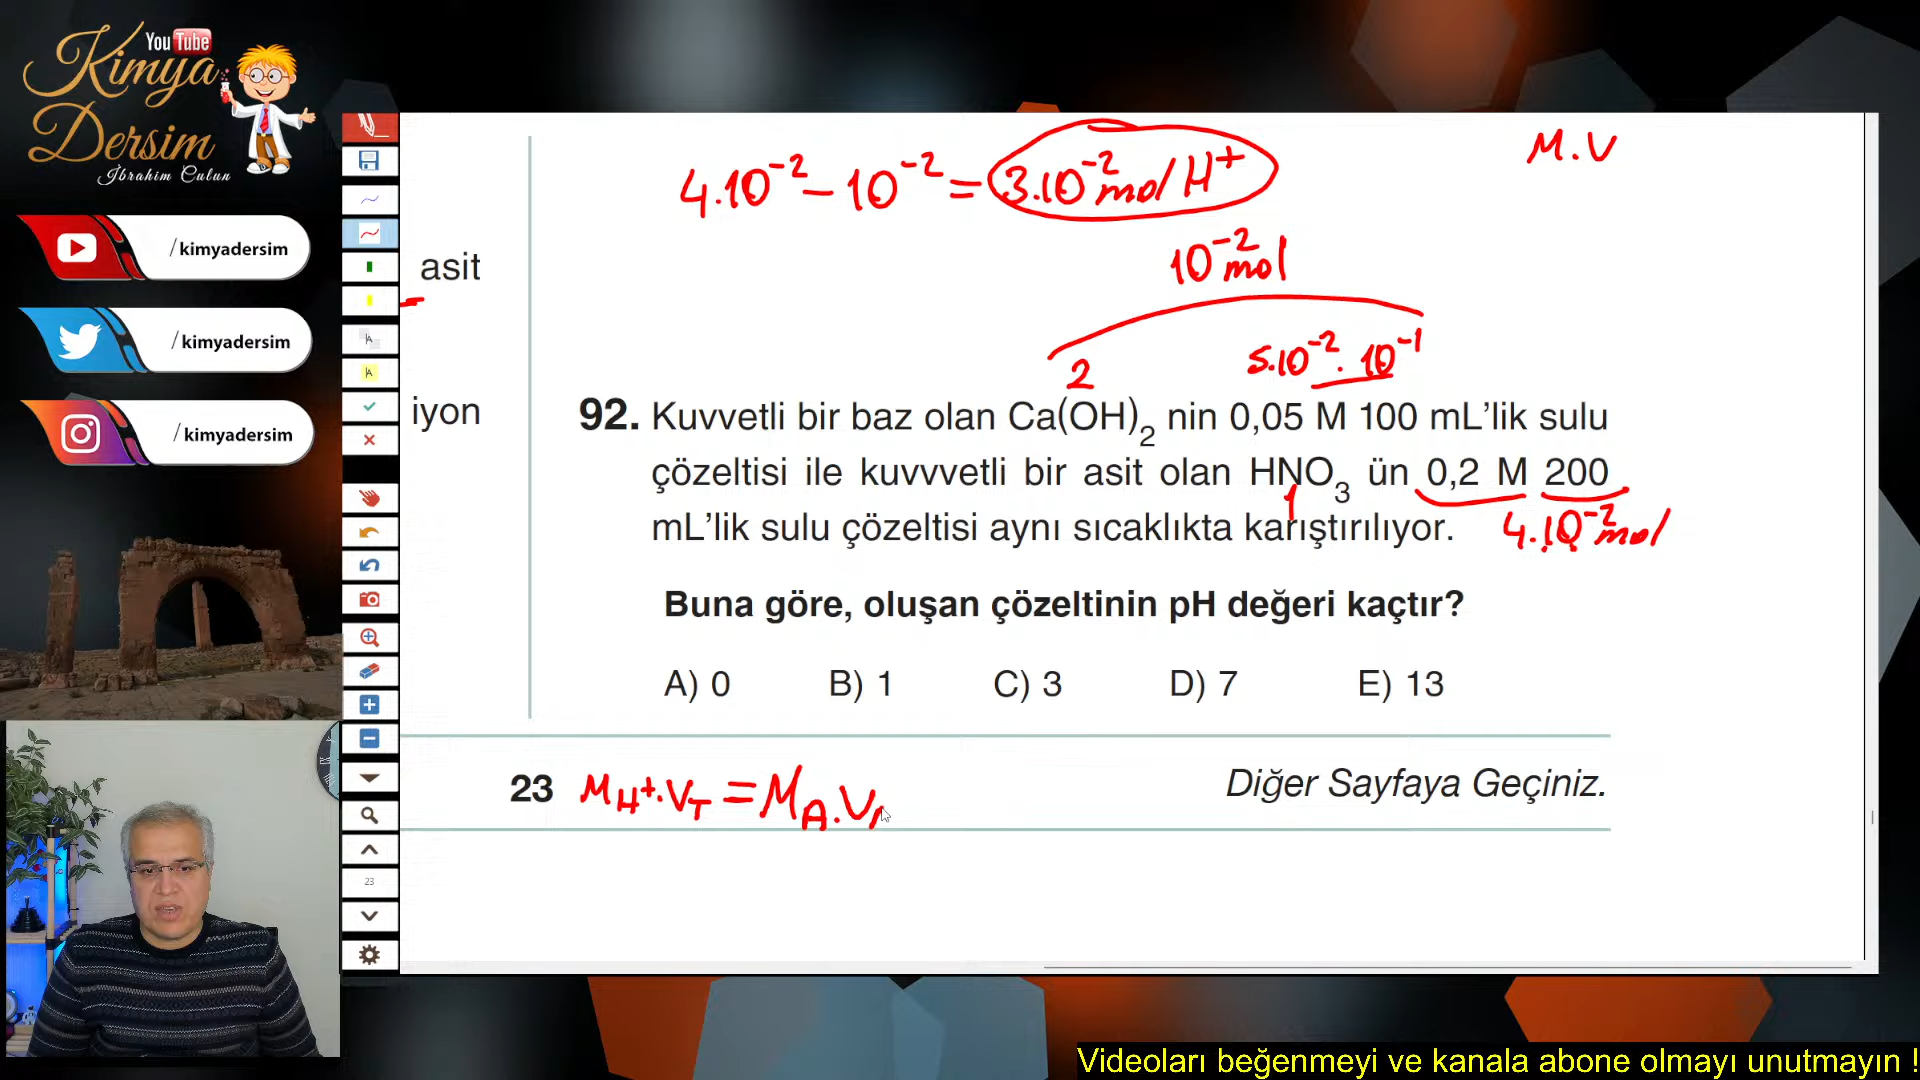 YouTube
Kimya
Dersim
İbrahim Culun
/kimyadersim
/kimyadersim
/kimyadersim
4.10⁻² – 10⁻² = 3.10⁻² mol H⁺
M.V
asit
10⁻² mol
2
5.10⁻² . 10⁻¹
iyon
92. Kuvvetli bir baz olan Ca(OH)₂ nin 0,05 M 100 mL’lik sulu
çözeltisi ile kuvvvetli bir asit olan HNO₃ ün 0,2 M 200
1
mL’lik sulu çözeltisi aynı sıcaklıkta karıştırılıyor.
4.10⁻² mol
Buna göre, oluşan çözeltinin pH değeri kaçtır?
A) 0 B) 1 C) 3 D) 7 E) 13
23
M_H⁺.V_T = M_A.V
Diğer Sayfaya Geçiniz.
23
Videoları beğenmeyi ve kanala abone olmayı unutmayın !